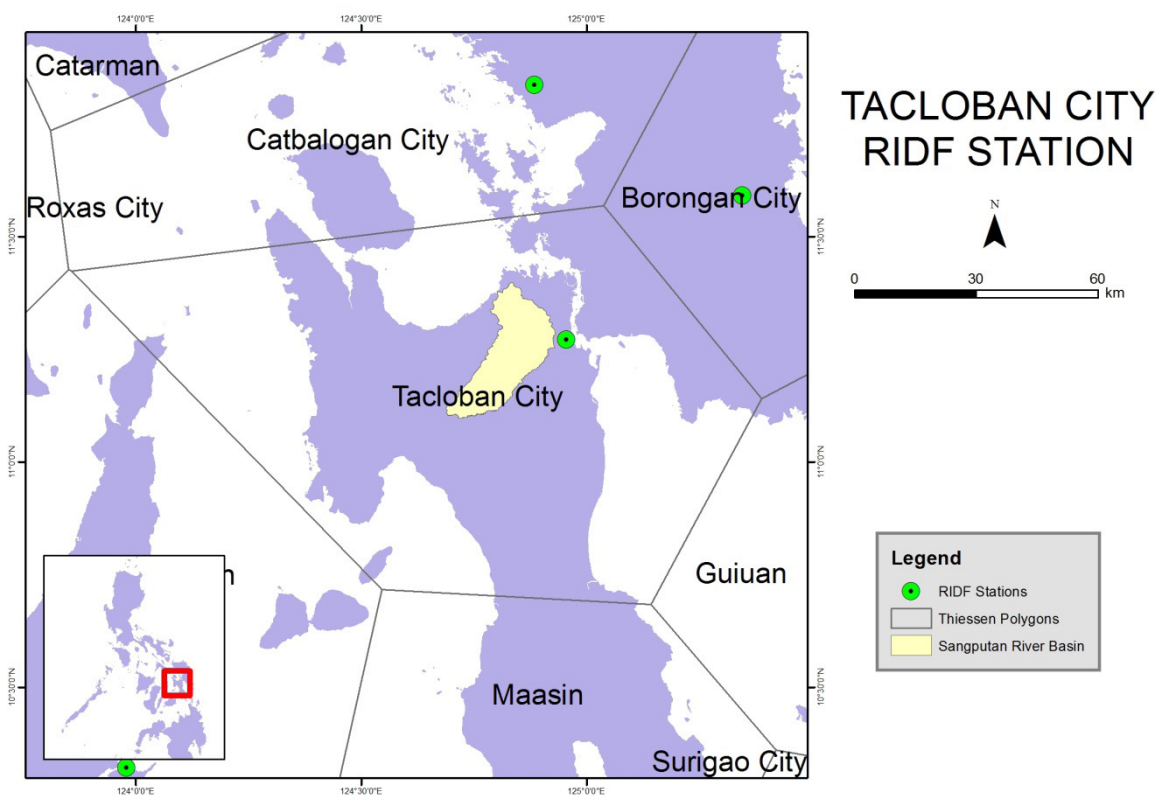 124°0'0"E
124°30'0"E
125°0'0"E
Catarman
Catbalogan City
Roxas City
Borongan City
11°30'0"N
11°30'0"N
Tacloban City
11°0'0"N
11°0'0"N
n
Guiuan
Maasin
10°30'0"N
10°30'0"N
Surigao City
124°0'0"E
124°30'0"E
125°0'0"E
TACLOBAN CITY
RIDF STATION
N
0
30
60
km
Legend
RIDF Stations
Thiessen Polygons
Sangputan River Basin